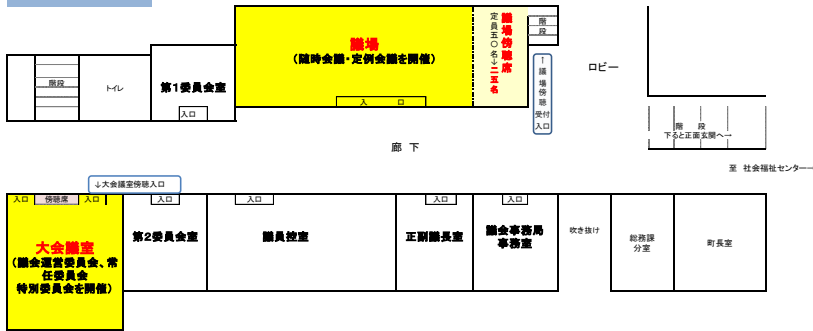 階段
トイレ
第1委員会室
入口
議場
(随時会議・定例会議を開催)
入 口
議場傍聴席
定員五〇名→二五名
階段
↑議場傍聴受付入口
ロビー
階 段
下ると正面玄関へ→
廊 下
至 社会福祉センター→
↓大会議室傍聴入口
入口 傍聴席 入口
大会議室
(議会運営委員会、常
任委員会
特別委員会を開催)
入口
第2委員会室
入口
議員控室
入口
正副議長室
入口
議会事務局
事務室
吹き抜け
総務課
分室
町長室